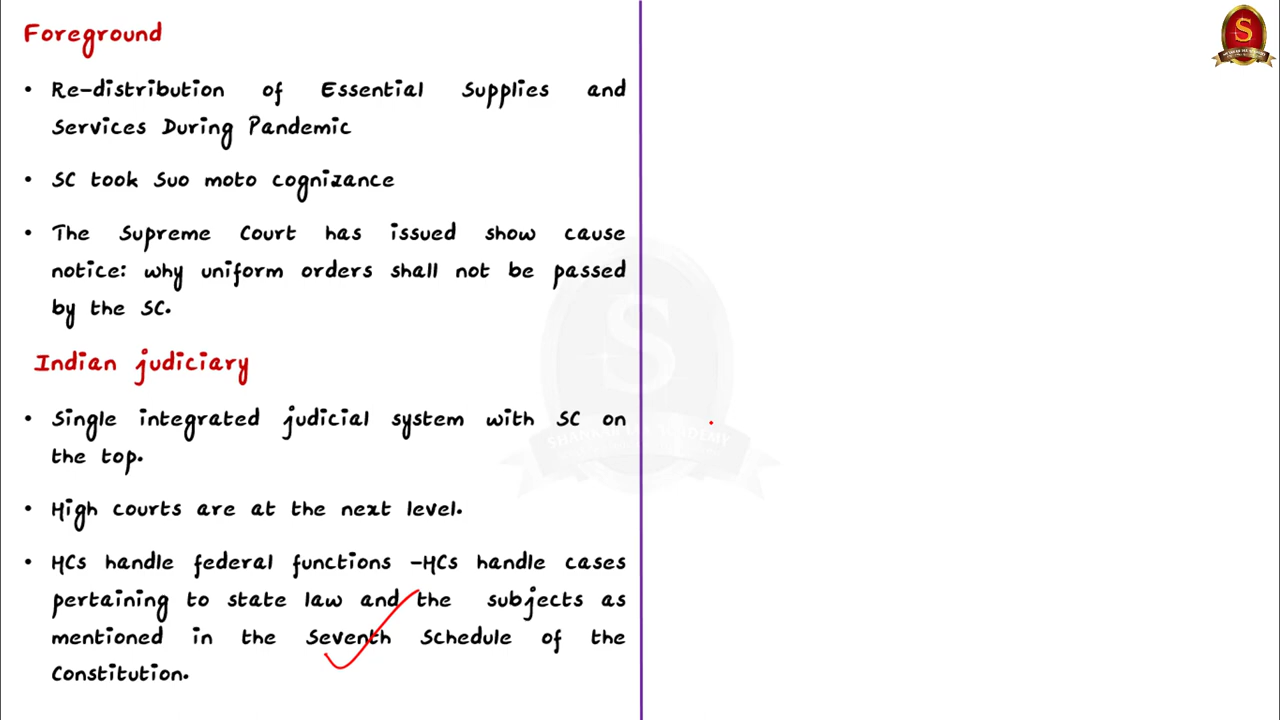 Foreground
• Re-distribution of Essential Supplies and
Services During Pandemic
• SC took Suo moto cognizance
• The Supreme Court has issued show cause
notice: why uniform orders shall not be passed
by the SC.
Indian judiciary
• Single integrated judicial system with SC on
the top.
• High courts are at the next level.
• HCs handle federal functions -HCs handle cases
pertaining to state law and the subjects as
mentioned in the Seventh Schedule of the
Constitution.
S
S